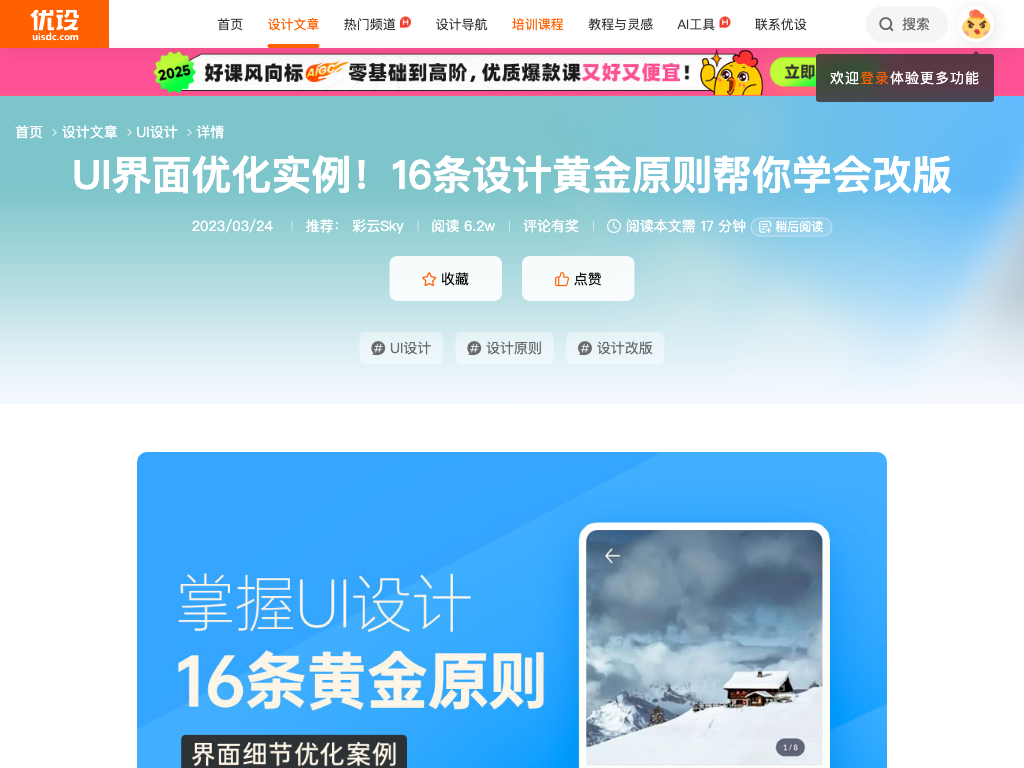 优设
uisdc.com
首页
设计文章
热门频道
H
设计导航
培训课程
教程与灵感
AI工具
H
联系优设
搜索
2025
好课风向标 AIGC 零基础到高阶，优质爆款课又好又便宜！
立即
欢迎登录体验更多功能
首页 > 设计文章 > UI设计 > 详情
UI界面优化实例！16条设计黄金原则帮你学会改版
2023/03/24
推荐： 彩云Sky
阅读 6.2w
评论有奖
阅读本文需 17 分钟
稍后阅读
收藏
点赞
# UI设计
# 设计原则
# 设计改版
掌握UI设计
16条黄金原则
界面细节优化案例
1/8